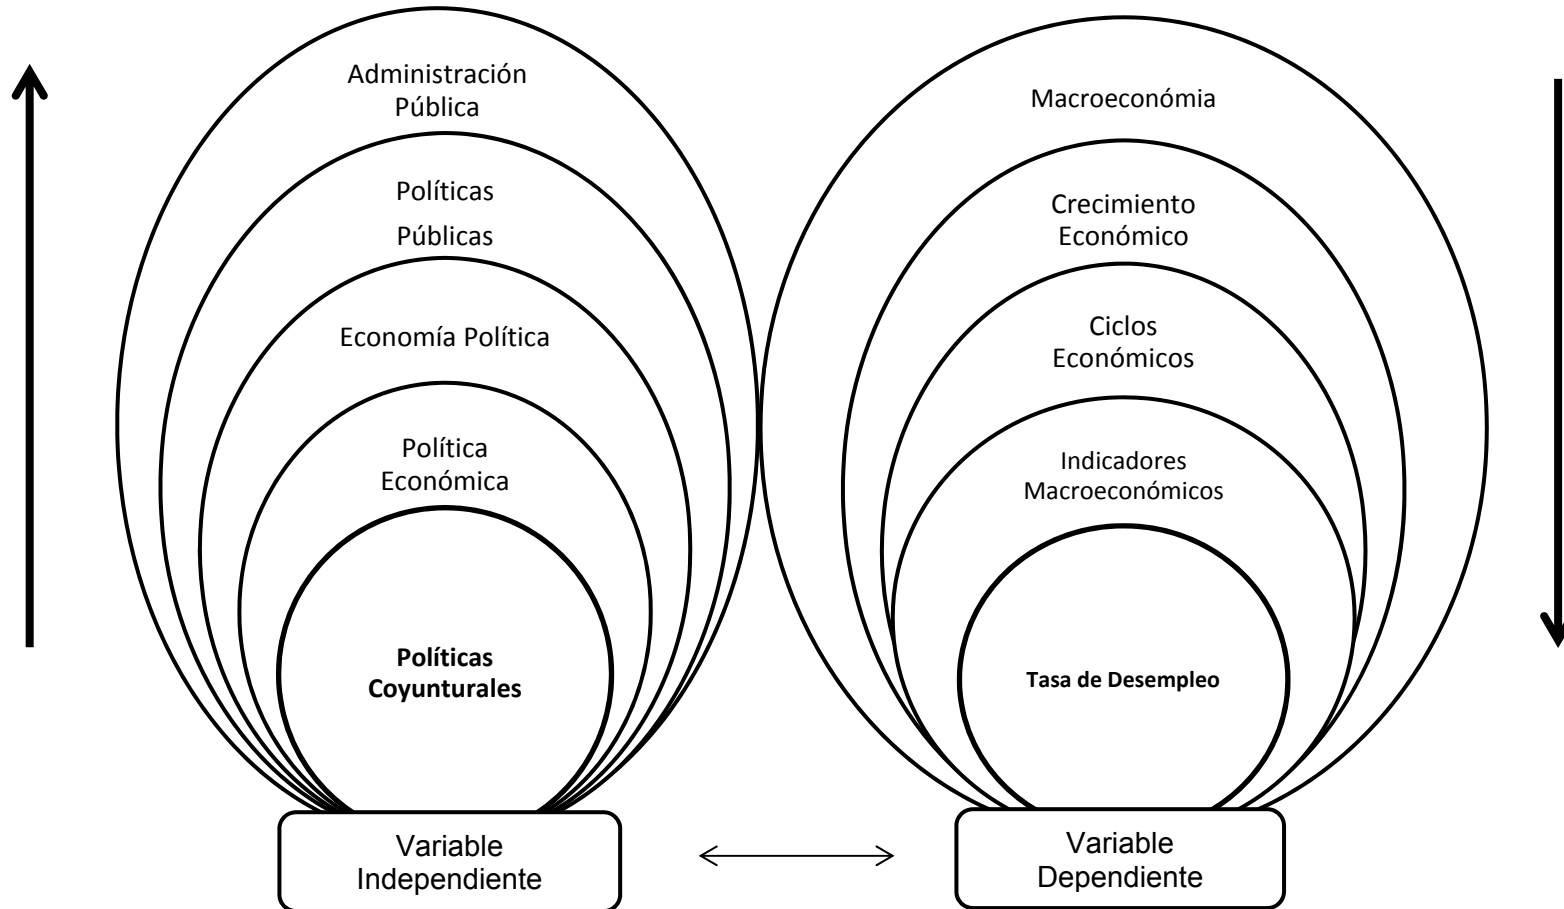 Administración
Pública
Políticas
Públicas
Economía Política
Política
Económica
Políticas
Coyunturales
Variable
Independiente
Macroeconómia
Crecimiento
Económico
Ciclos
Económicos
Indicadores
Macroeconómicos
Tasa de Desempleo
Variable
Dependiente